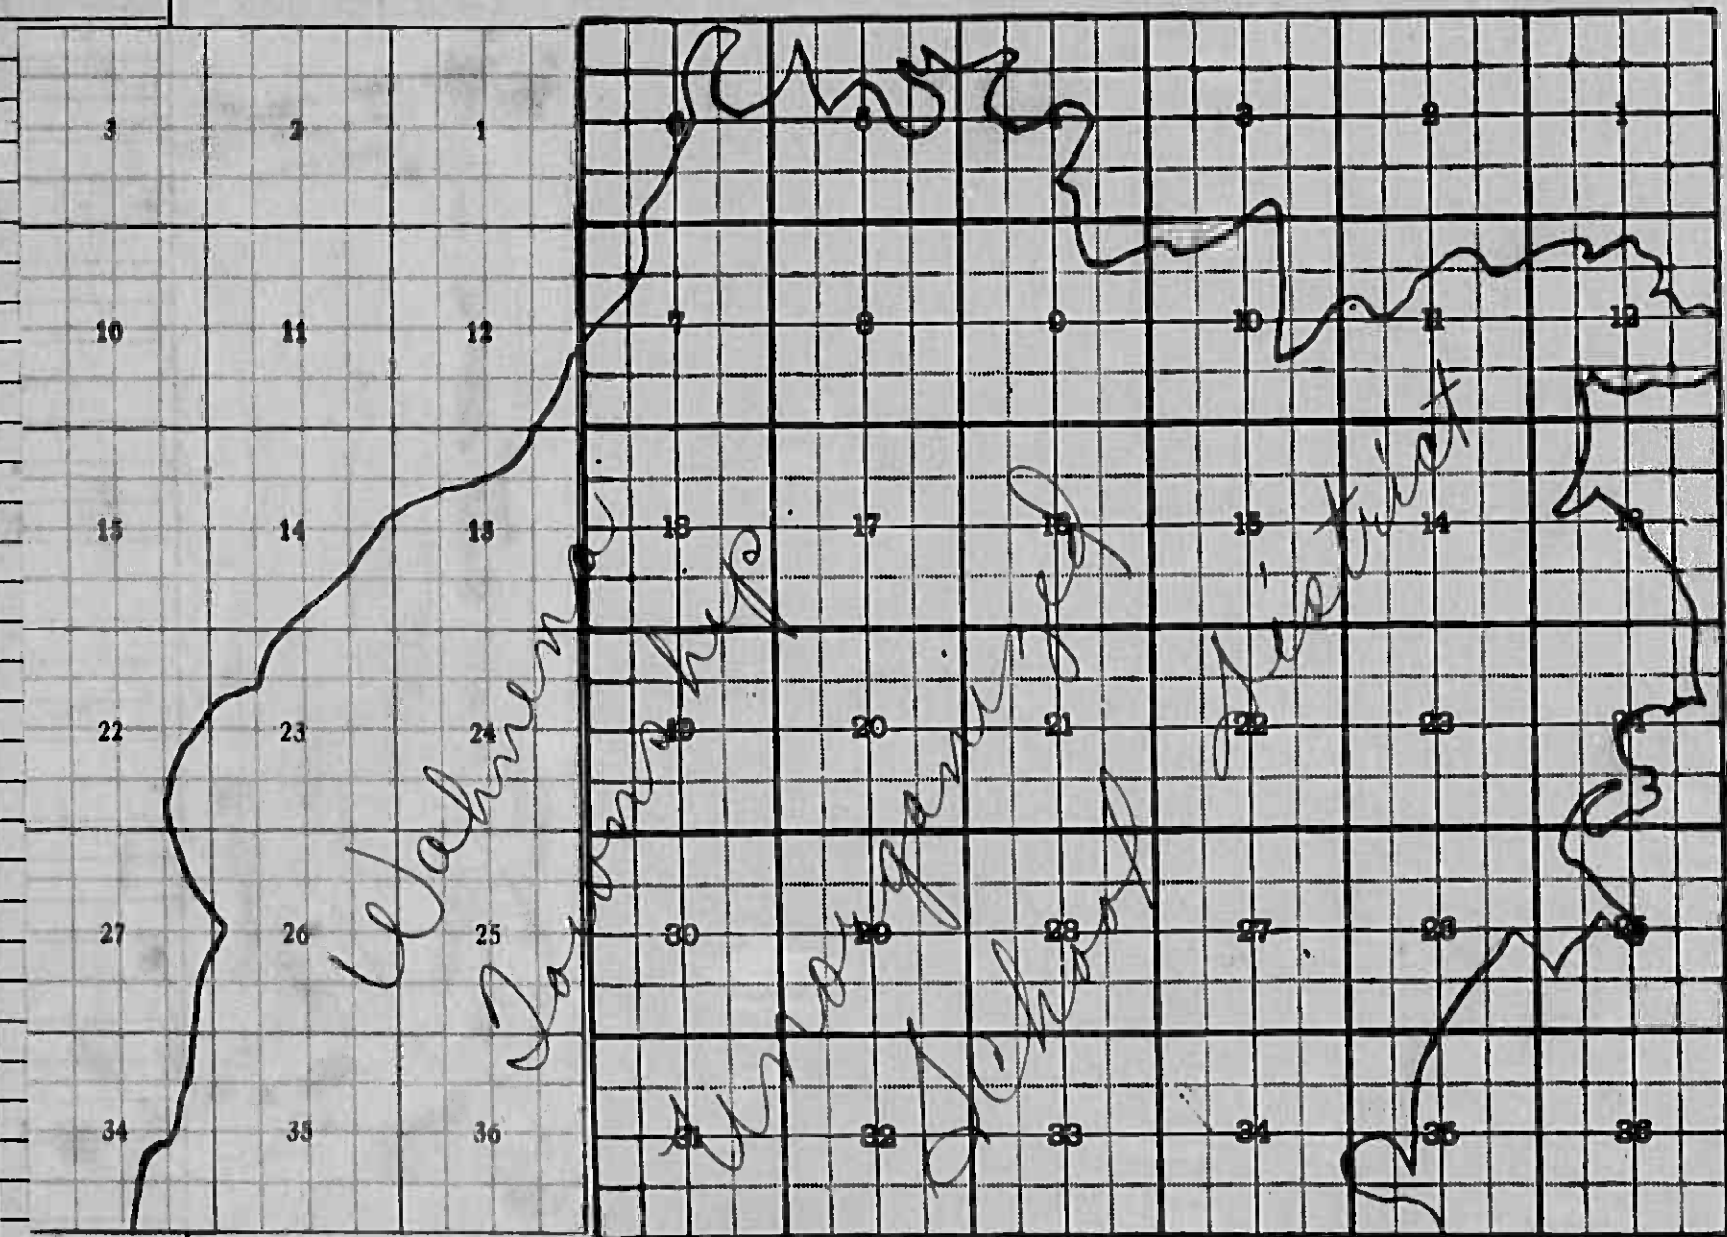 3 2 1 6 5 4 3 2 1
10 11 12 7 8 9 10 11 12
15 14 13 18 17 16 15 14 13
22 23 24 19 20 21 22 23 24
27 26 25 30 29 28 27 26 25
34 35 36 31 32 33 34 35 36
Wahnena
Township
Unorganized
School District